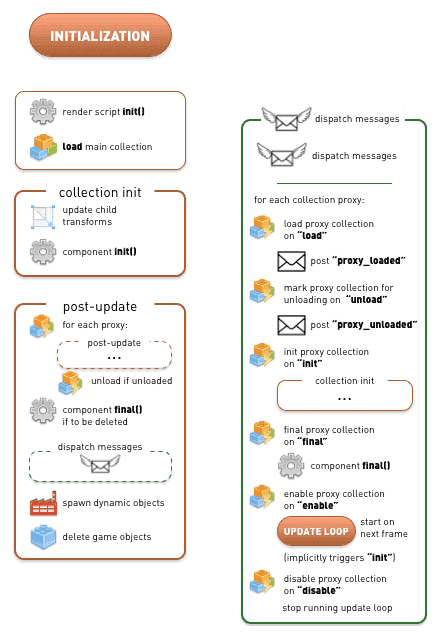 INITIALIZATION
render script init()
load main collection
collection init
update child
transforms
component init()
post-update
for each proxy:
post-update
...
unload if unloaded
component final()
if to be deleted
dispatch messages
spawn dynamic objects
delete game objects
dispatch messages
dispatch messages
for each collection proxy:
load proxy collection
on “load”
post “proxy_loaded”
mark proxy collection for
unloading on “unload”
post “proxy_unloaded”
init proxy collection
on “init”
collection init
...
final proxy collection
on “final”
component final()
enable proxy collection
on “enable”
UPDATE LOOP
start on
next frame
(implicitly triggers “init”)
disable proxy collection
on “disable”
stop running update loop